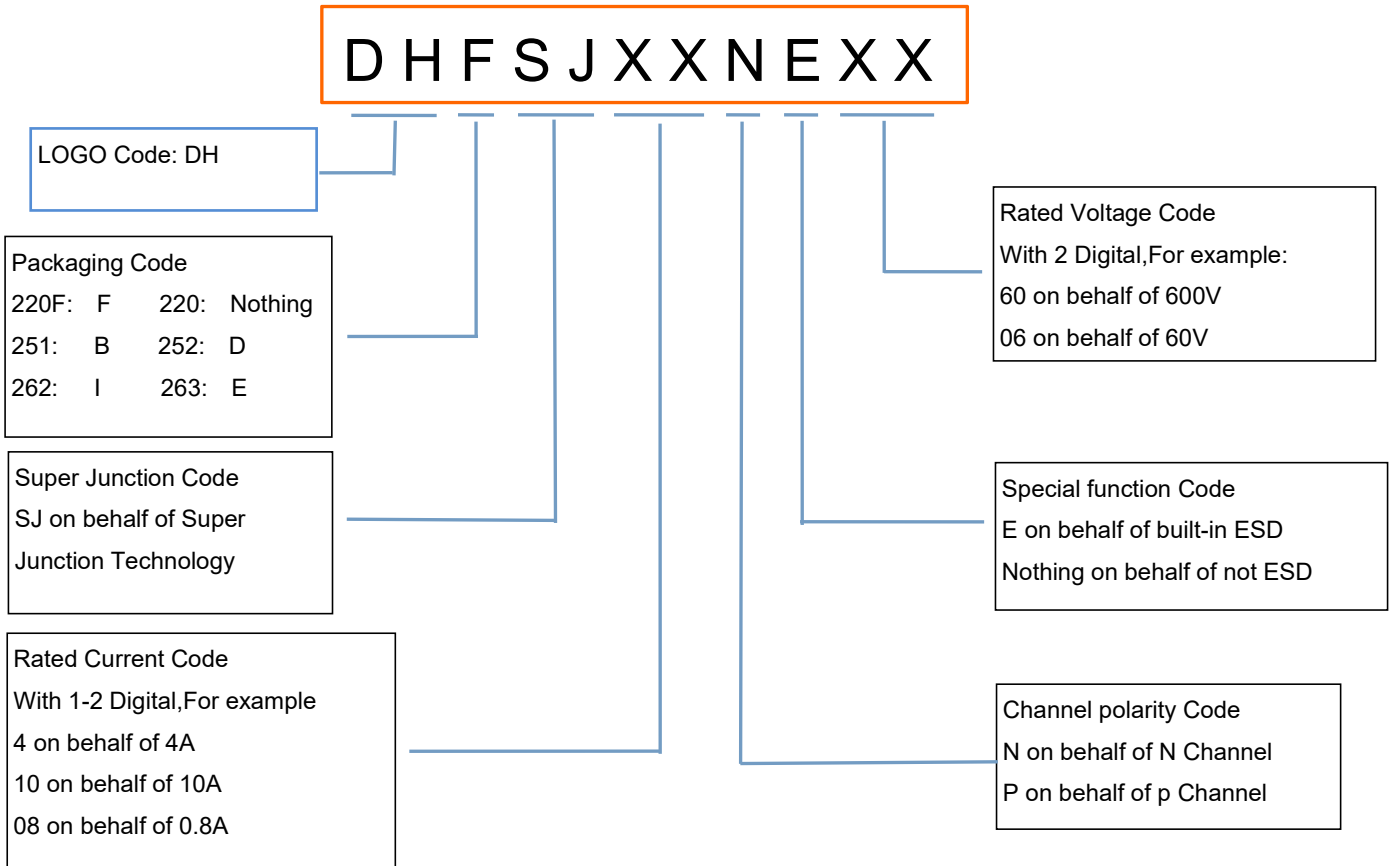 D H F S J X X N E X X
LOGO Code: DH
Packaging Code
220F: F 220: Nothing
251: B 252: D
262: I 263: E
Super Junction Code
SJ on behalf of Super
Junction Technology
Rated Current Code
With 1-2 Digital,For example
4 on behalf of 4A
10 on behalf of 10A
08 on behalf of 0.8A
Rated Voltage Code
With 2 Digital,For example:
60 on behalf of 600V
06 on behalf of 60V
Special function Code
E on behalf of built-in ESD
Nothing on behalf of not ESD
Channel polarity Code
N on behalf of N Channel
P on behalf of p Channel